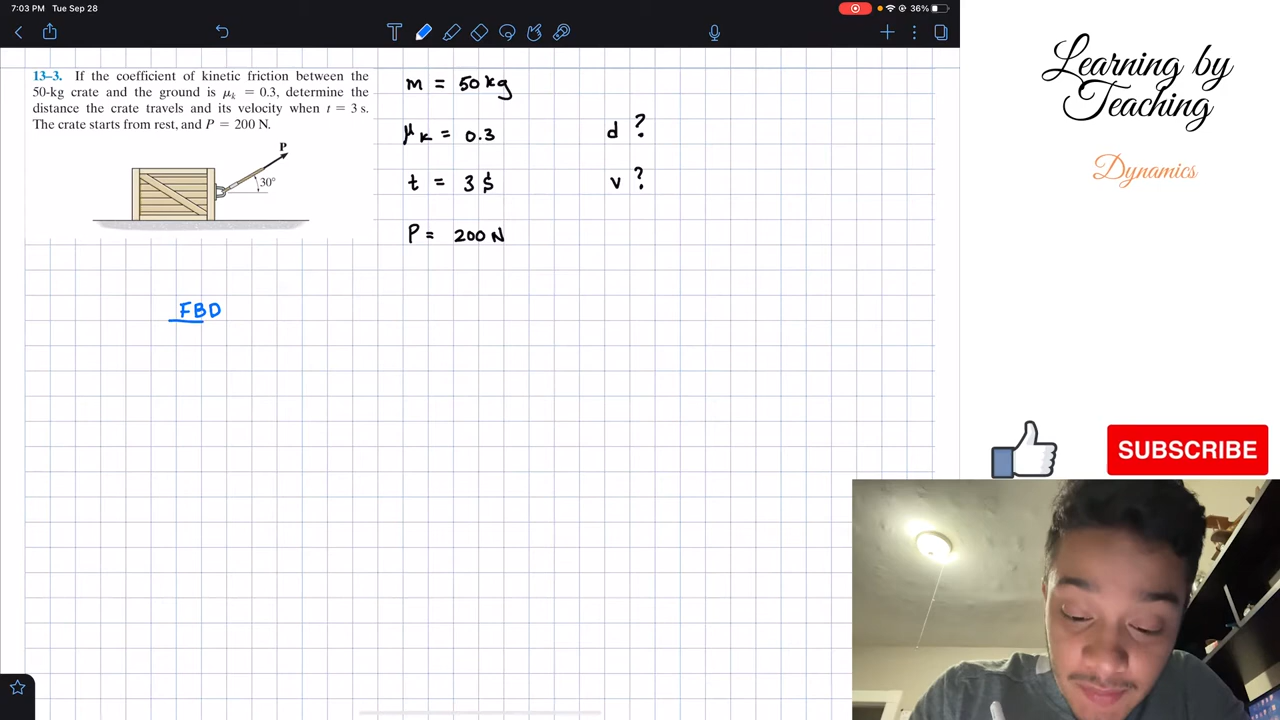 7:03 PM Tue Sep 28
36%
13–3. If the coefficient of kinetic friction between the
50-kg crate and the ground is μk = 0.3, determine the
distance the crate travels and its velocity when t = 3 s.
The crate starts from rest, and P = 200 N.
P
30°
m = 50 kg
μk = 0.3
t = 3 s
P = 200 N
d ?
v ?
FBD
Learning by
Teaching
Dynamics
SUBSCRIBE